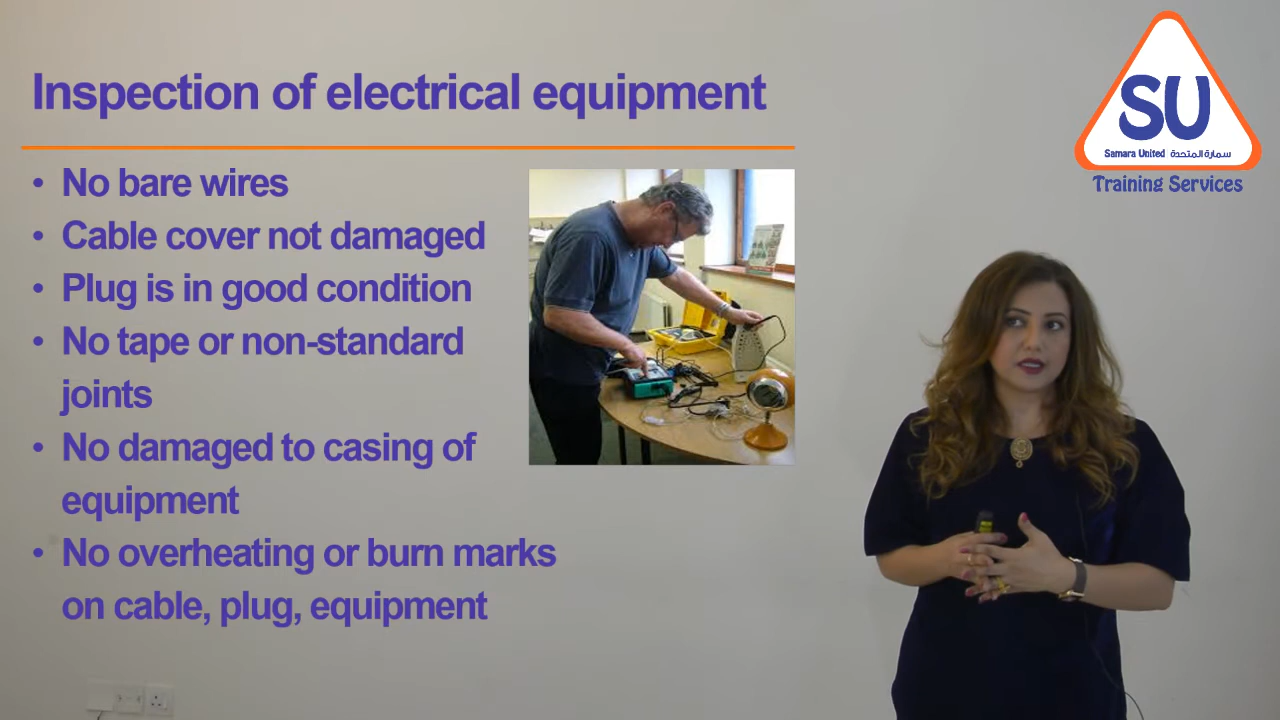 Inspection of electrical equipment
• No bare wires
• Cable cover not damaged
• Plug is in good condition
• No tape or non-standard
joints
• No damaged to casing of
equipment
• No overheating or burn marks
on cable, plug, equipment
SU
Samara United سمارة المتحدة
Training Services